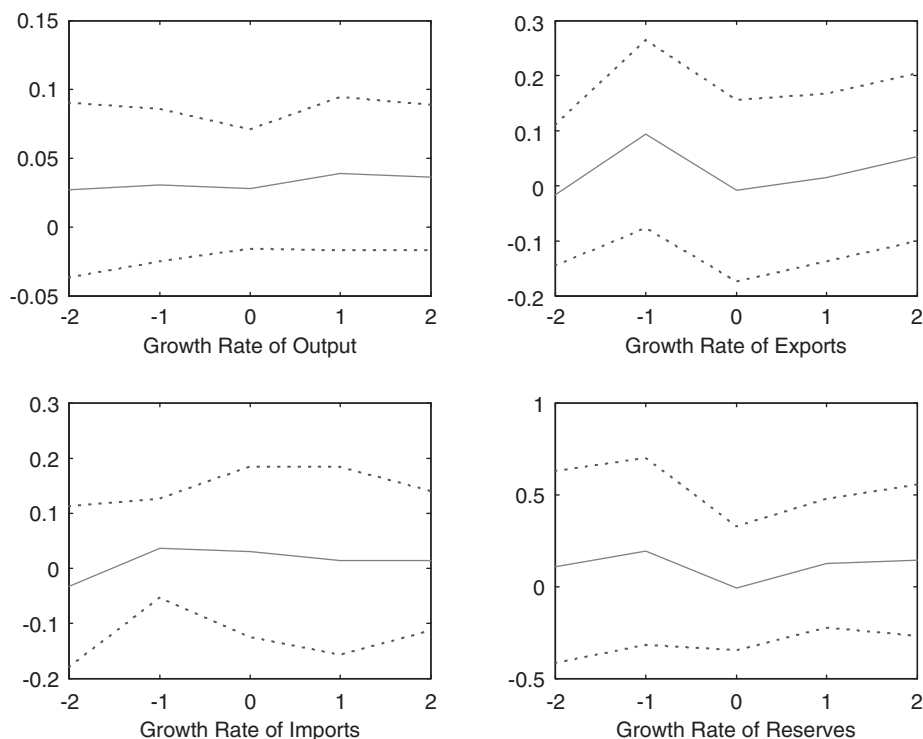 0.15
0.1
0.05
0
-0.05
-2 -1 0 1 2
Growth Rate of Output
0.3
0.2
0.1
0
-0.1
-0.2
-2 -1 0 1 2
Growth Rate of Exports
0.3
0.2
0.1
0
-0.1
-0.2
-2 -1 0 1 2
Growth Rate of Imports
1
0.5
0
-0.5
-2 -1 0 1 2
Growth Rate of Reserves